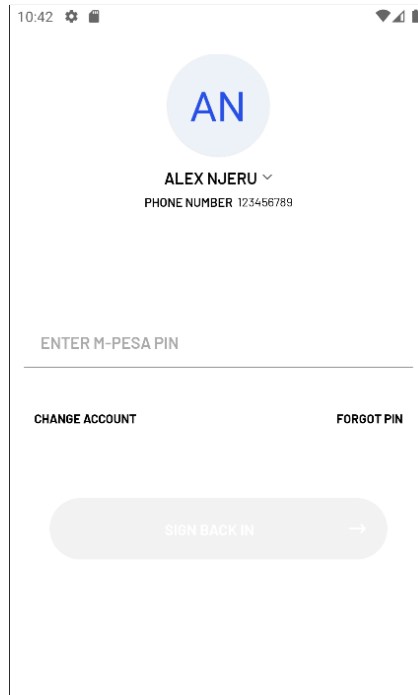 10:42
AN
ALEX NJERU
PHONE NUMBER 123456789
ENTER M-PESA PIN
CHANGE ACCOUNT FORGOT PIN
SIGN BACK IN